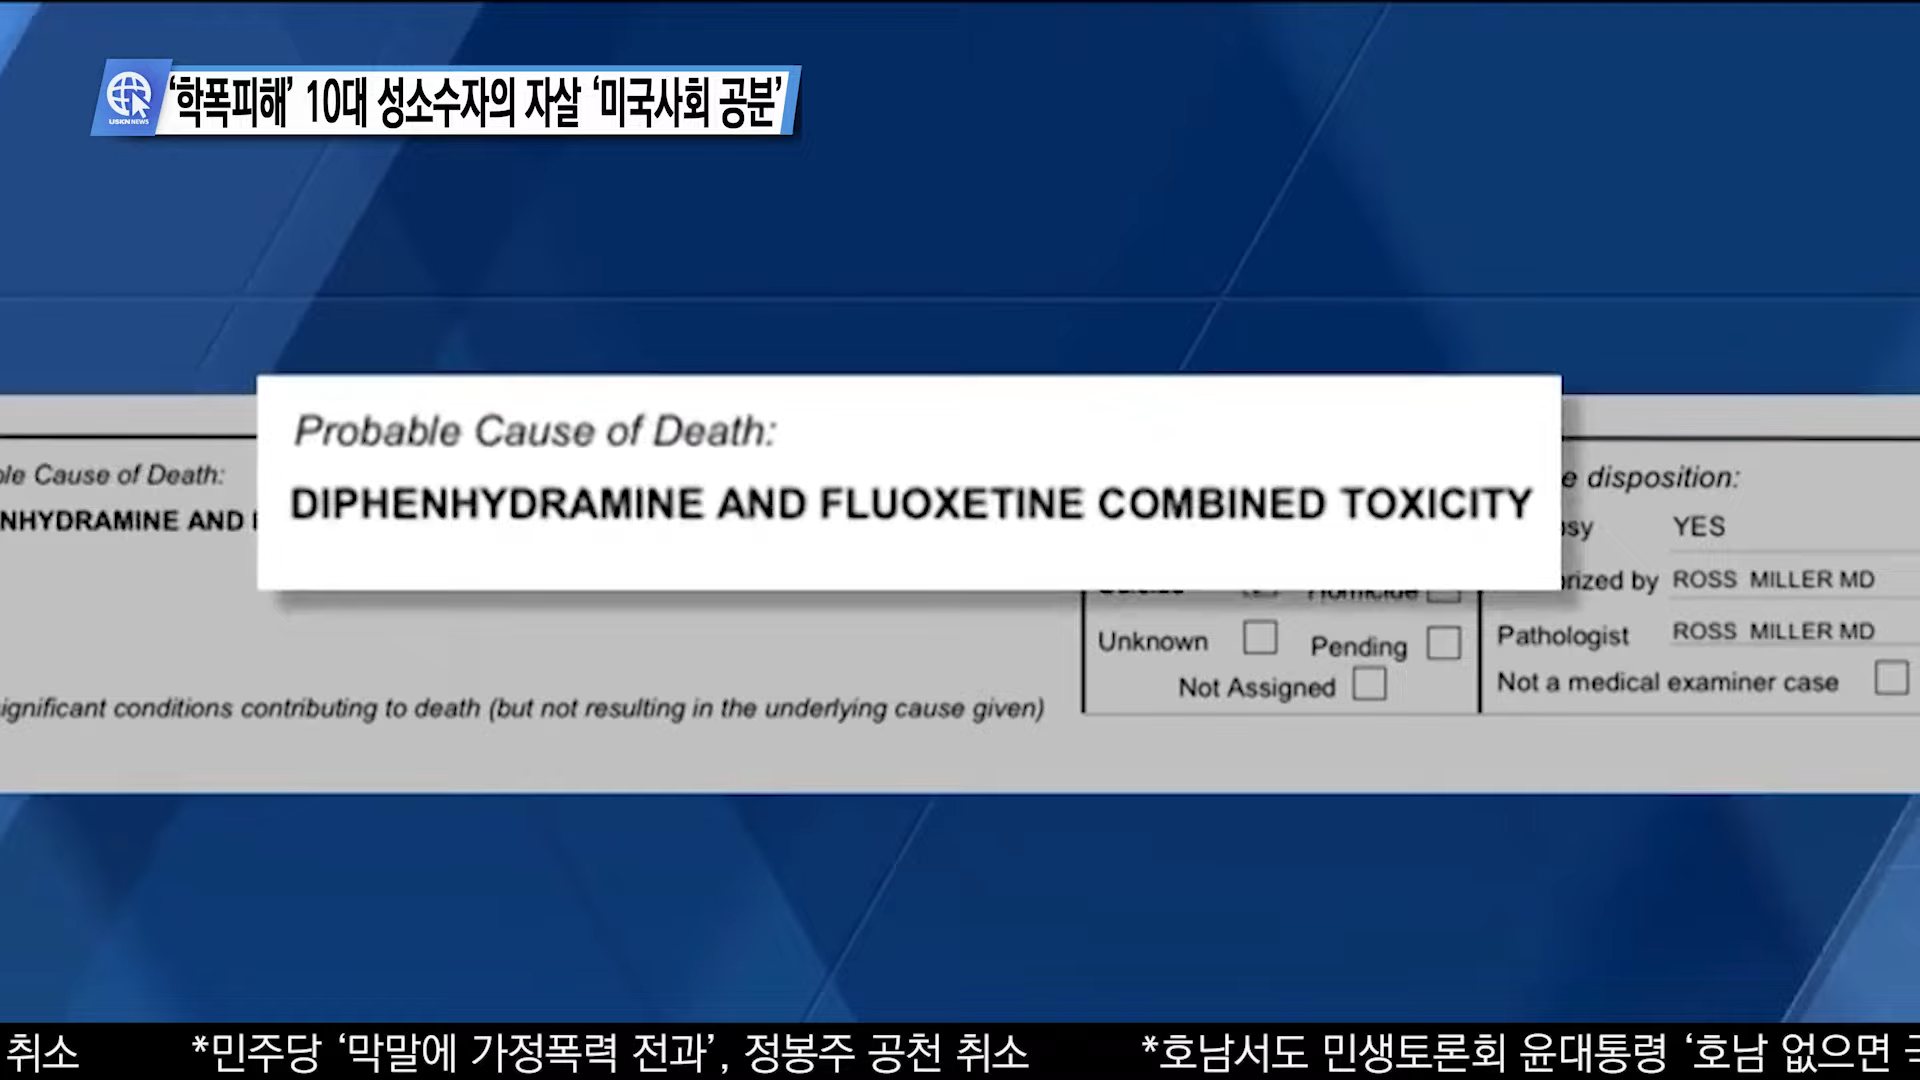 ‘학폭피해’ 10대 성소수자의 자살 ‘미국사회 공분’
USKN NEWS
Probable Cause of Death:
DIPHENHYDRAMINE AND FLUOXETINE COMBINED TOXICITY
Cause of Death:
AND
disposition:
YES
by ROSS MILLER MD
Homicide
Unknown
Pending
Pathologist ROSS MILLER MD
Not Assigned
Not a medical examiner case
conditions contributing to death (but not resulting in the underlying cause given)
취소 *민주당 ‘막말에 가정폭력 전과’, 정봉주 공천 취소 *호남서도 민생토론회 윤대통령 ‘호남 없으면